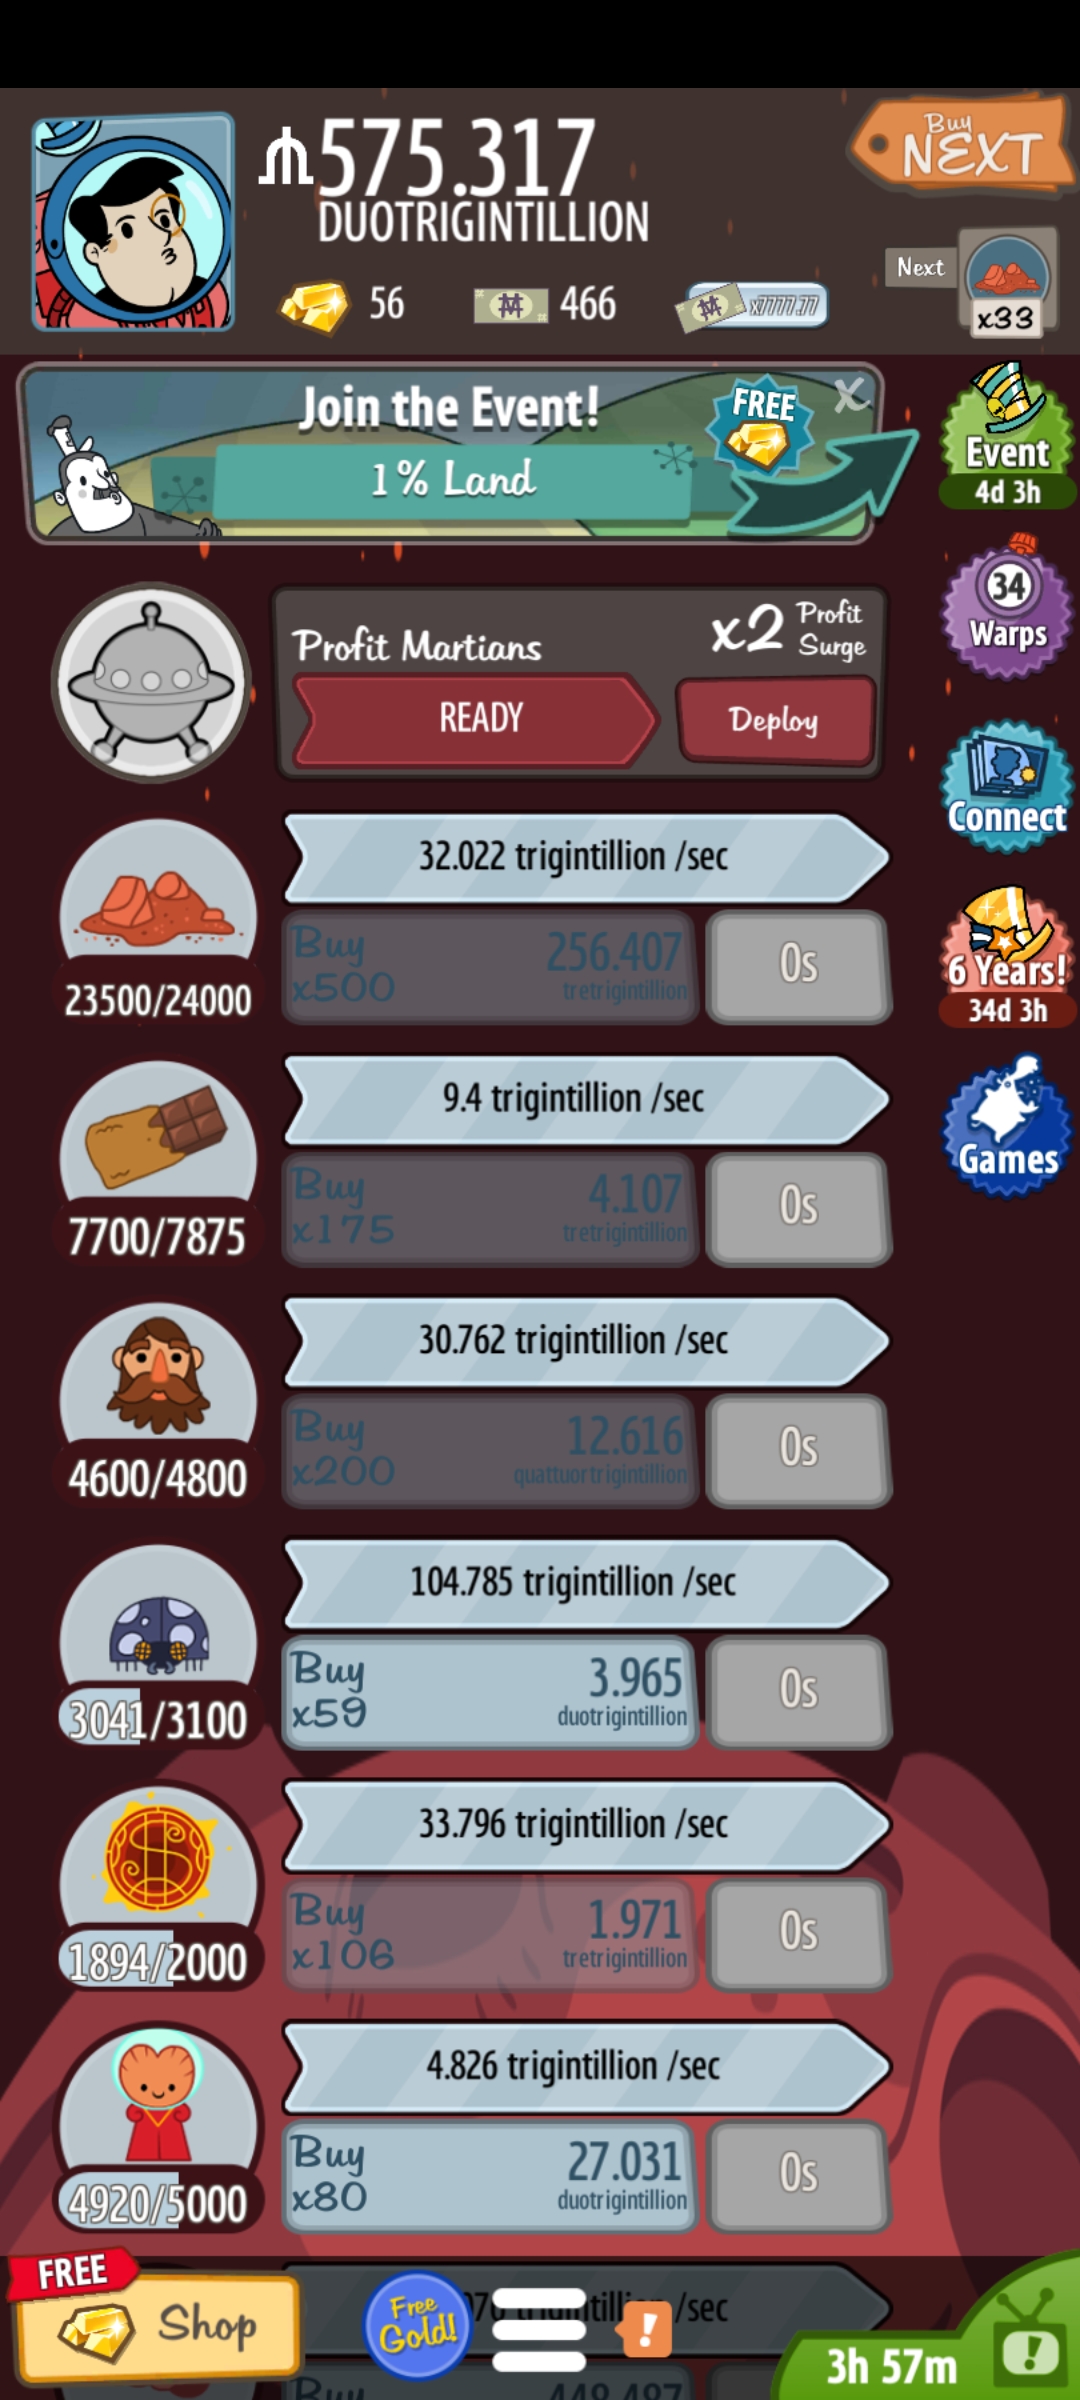 575.317
DUOTRIGINTILLION
Buy
NEXT
56
466
x7777.77
Next
x33
Join the Event!
1% Land
FREE
X
Event
4d 3h
34
Warps
Profit Martians
x2 Profit Surge
READY
Deploy
Connect
32.022 trigintillion /sec
Buy
x500
256.407
tretrigintillion
0s
23500/24000
6 Years!
34d 3h
9.4 trigintillion /sec
Buy
x175
4.107
tretrigintillion
0s
7700/7875
Games
30.762 trigintillion /sec
Buy
x200
12.616
quattuortrigintillion
0s
4600/4800
104.785 trigintillion /sec
Buy
x59
3.965
duotrigintillion
0s
3041/3100
33.796 trigintillion /sec
Buy
x106
1.971
tretrigintillion
0s
1894/2000
4.826 trigintillion /sec
Buy
x80
27.031
duotrigintillion
0s
4920/5000
FREE
Shop
Free
Gold!
/sec
!
3h 57m
!
Buy
448.487